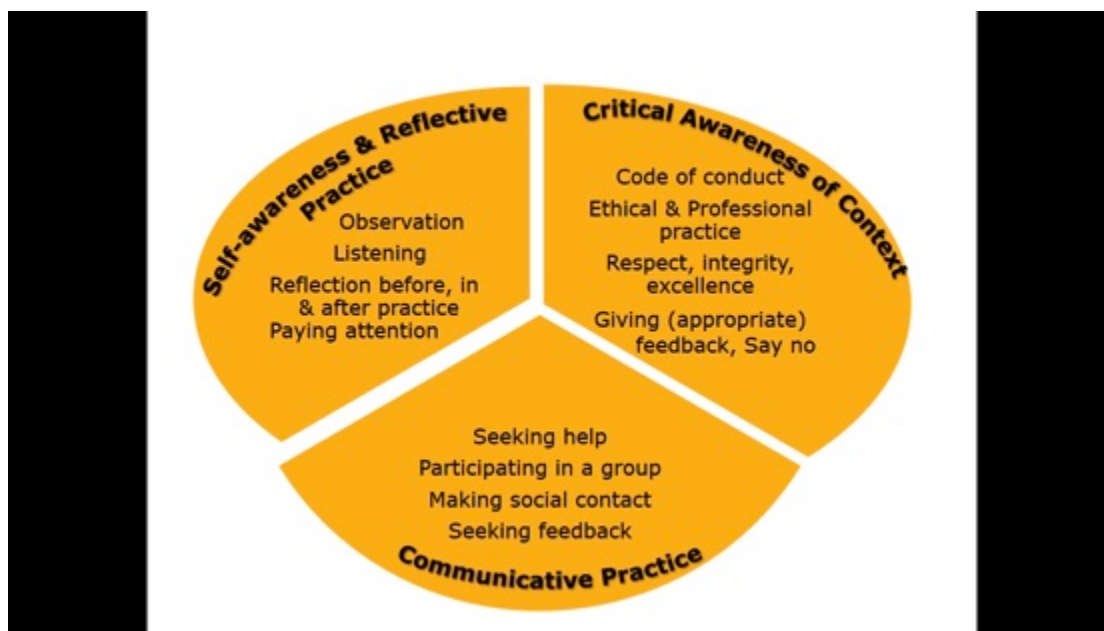 Self-awareness & Reflective
Practice
Observation
Listening
Reflection before, in
& after practice
Paying attention
Critical Awareness of Context
Code of conduct
Ethical & Professional
practice
Respect, integrity,
excellence
Giving (appropriate)
feedback, Say no
Seeking help
Participating in a group
Making social contact
Seeking feedback
Communicative Practice